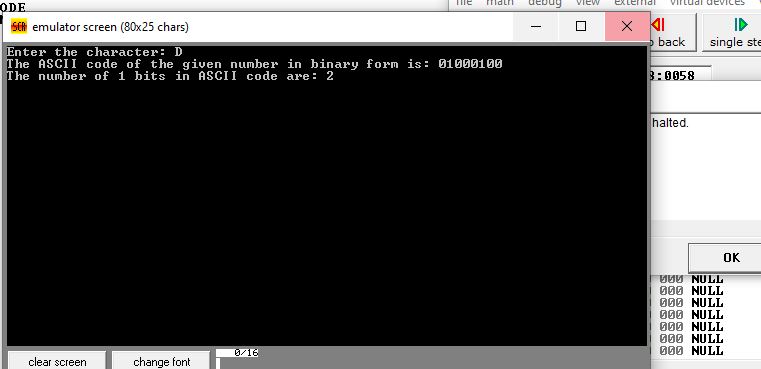 ODE
file math debug view external virtual devices
emulator screen (80x25 chars)
back single ste
:0058
Enter the character: D
The ASCII code of the given number in binary form is: 01000100
The number of 1 bits in ASCII code are: 2
halted.
OK
000 NULL
000 NULL
000 NULL
000 NULL
000 NULL
000 NULL
000 NULL
0/16
clear screen change font